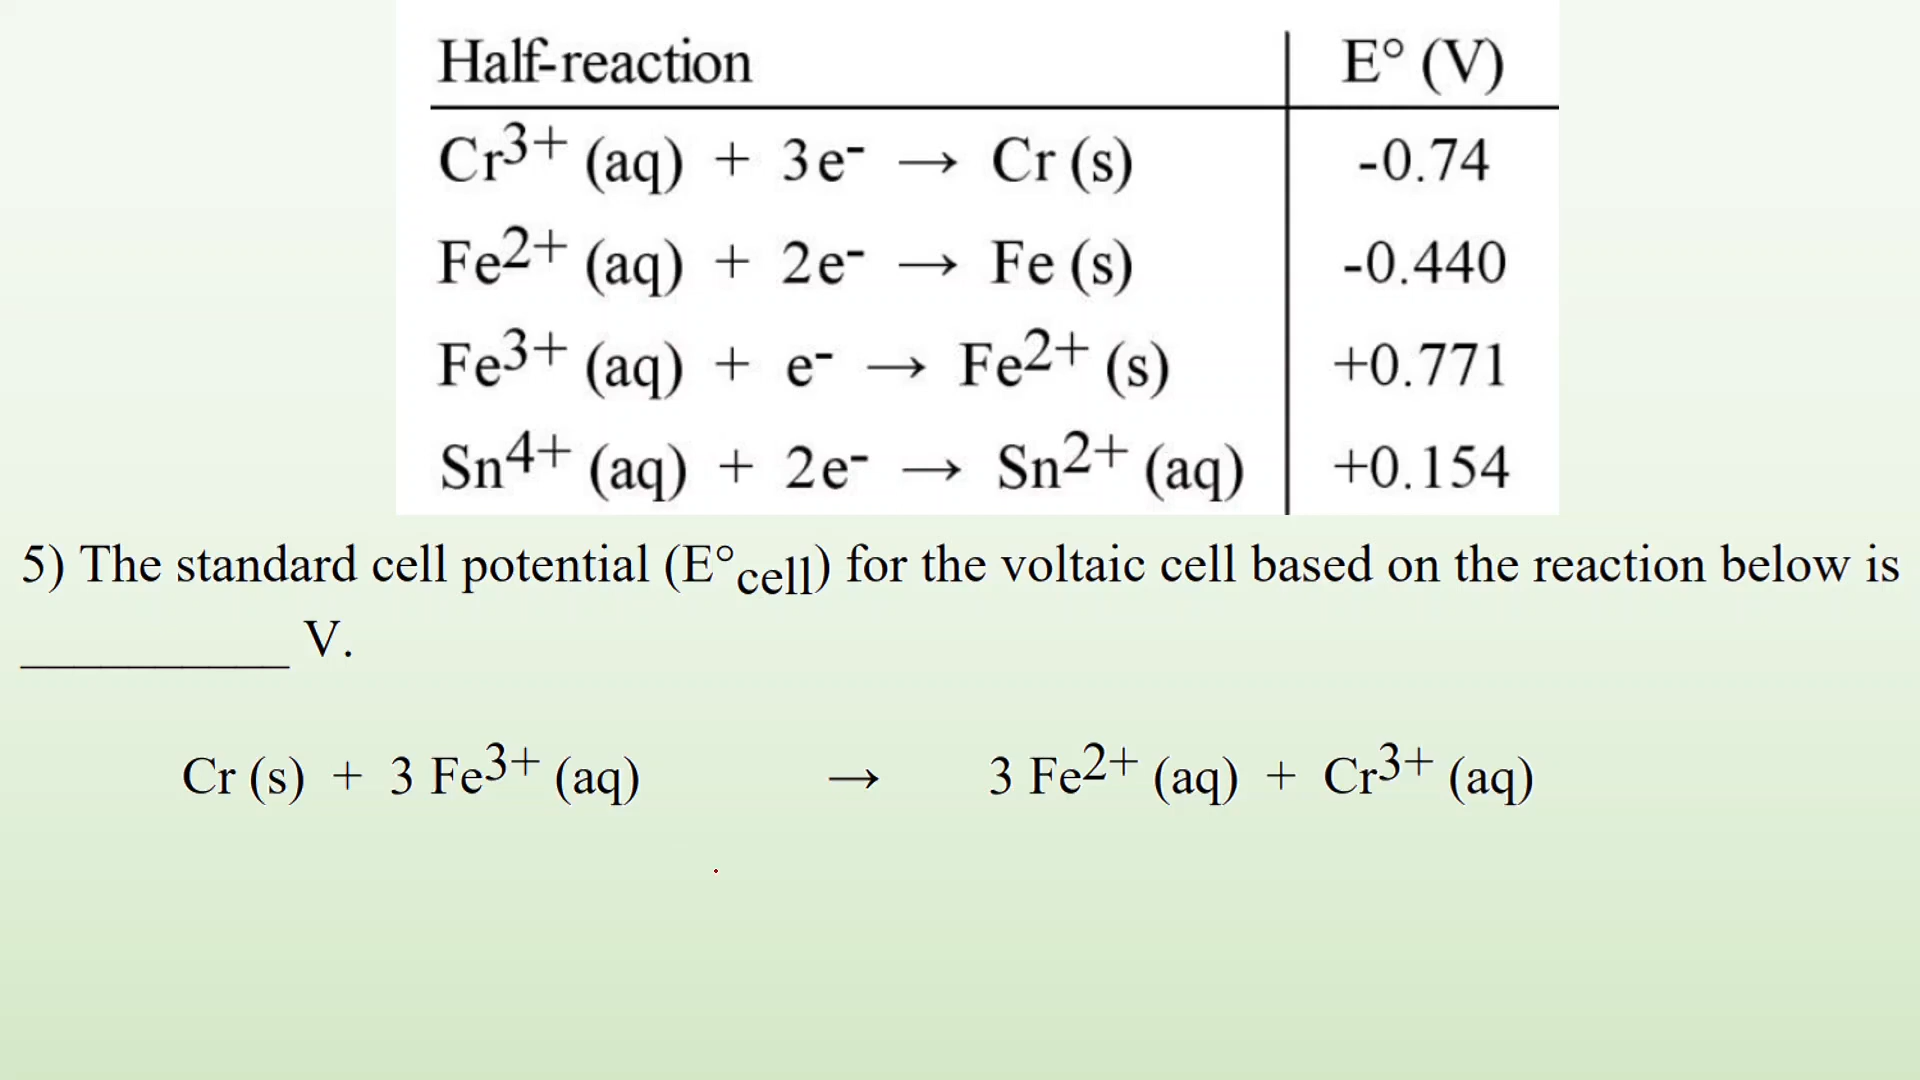 Half-reaction E° (V)
Cr³⁺ (aq) + 3e⁻ → Cr (s) -0.74
Fe²⁺ (aq) + 2e⁻ → Fe (s) -0.440
Fe³⁺ (aq) + e⁻ → Fe²⁺ (s) +0.771
Sn⁴⁺ (aq) + 2e⁻ → Sn²⁺ (aq) +0.154
5) The standard cell potential (E°cell) for the voltaic cell based on the reaction below is
__________ V.
Cr (s) + 3 Fe³⁺ (aq) → 3 Fe²⁺ (aq) + Cr³⁺ (aq)